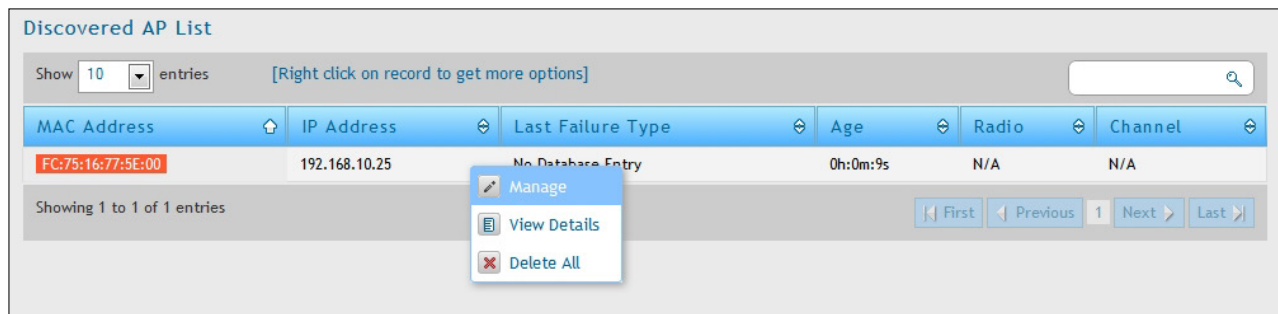 Discovered AP List
Show 10 entries [Right click on record to get more options]
MAC Address IP Address Last Failure Type Age Radio Channel
FC:75:16:77:5E:00 192.168.10.25 No Database Entry 0h:0m:9s N/A N/A
Manage
Showing 1 to 1 of 1 entries First Previous 1 Next Last
View Details
Delete All